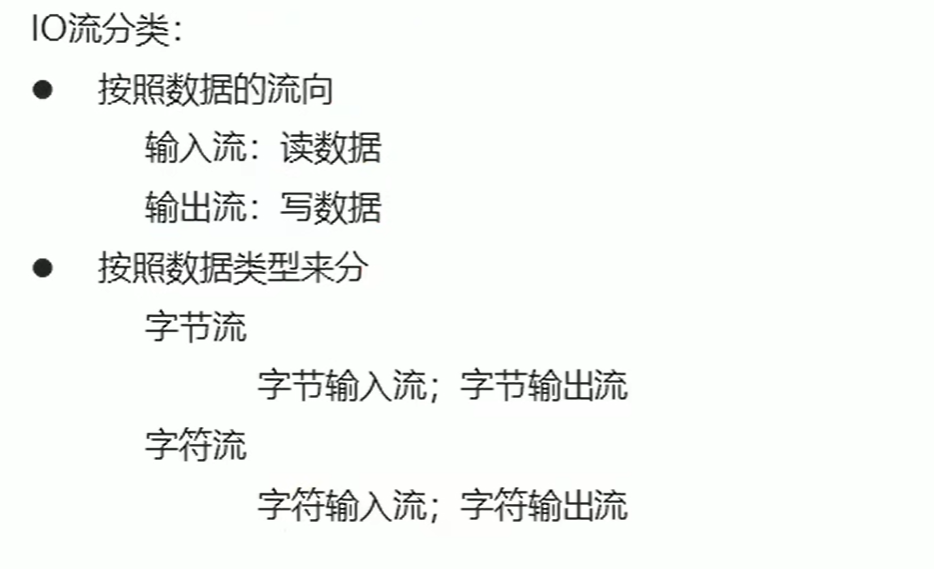 IO流分类：
● 按照数据的流向
输入流：读数据
输出流：写数据
● 按照数据类型来分
字节流
字节输入流；字节输出流
字符流
字符输入流；字符输出流